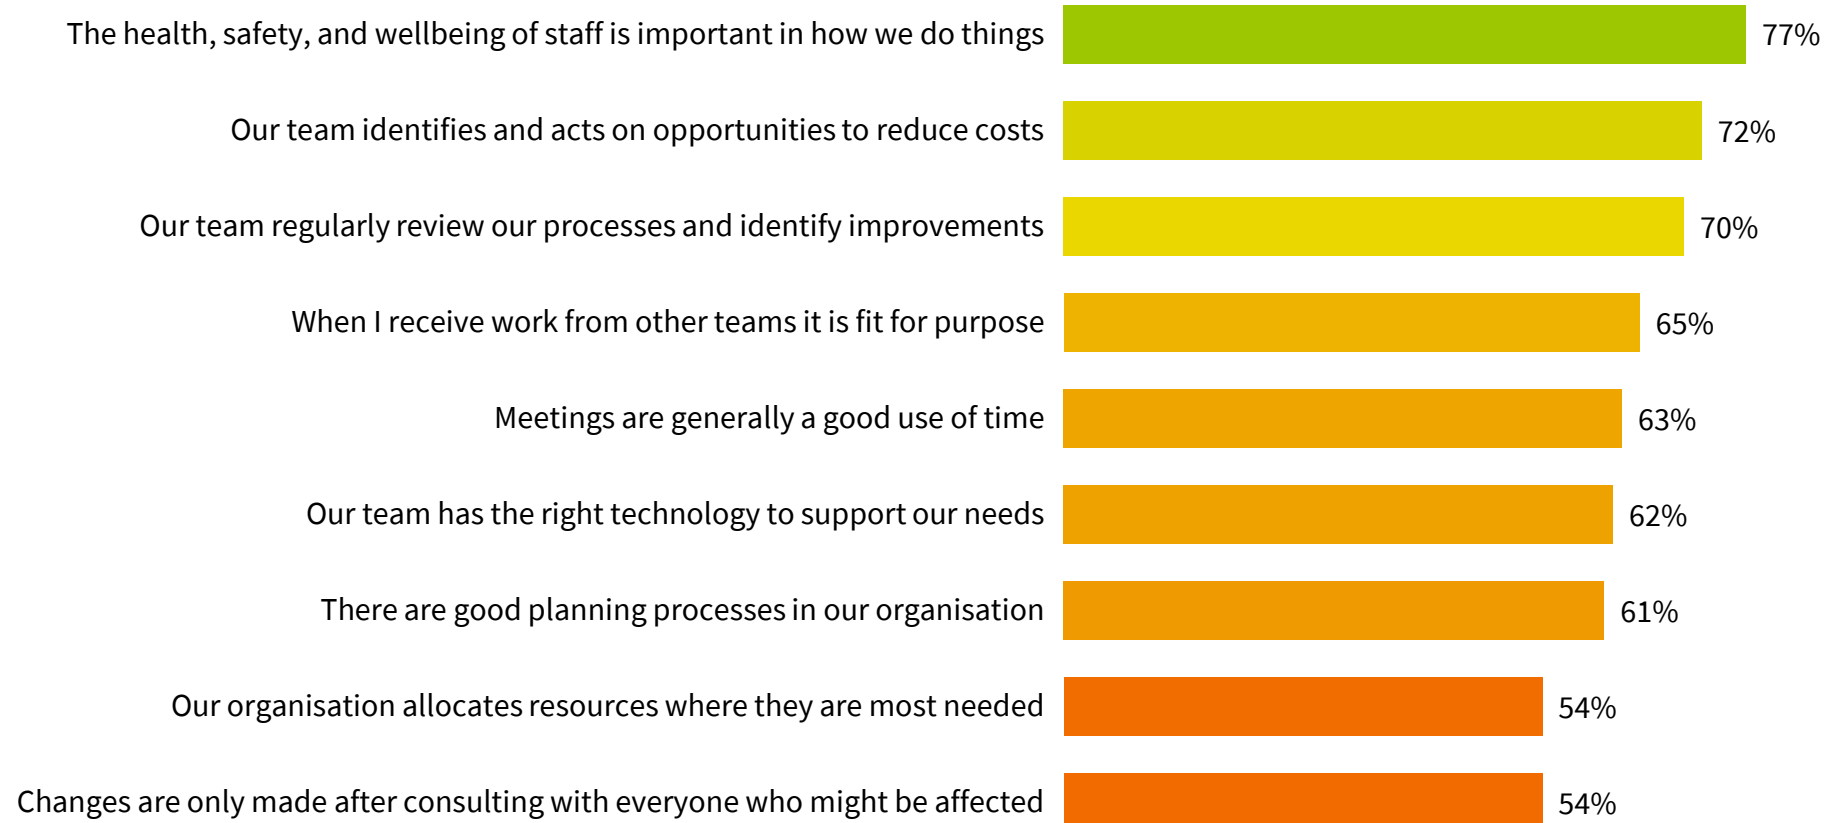 The health, safety, and wellbeing of staff is important in how we do things 77%
Our team identifies and acts on opportunities to reduce costs 72%
Our team regularly review our processes and identify improvements 70%
When I receive work from other teams it is fit for purpose 65%
Meetings are generally a good use of time 63%
Our team has the right technology to support our needs 62%
There are good planning processes in our organisation 61%
Our organisation allocates resources where they are most needed 54%
Changes are only made after consulting with everyone who might be affected 54%